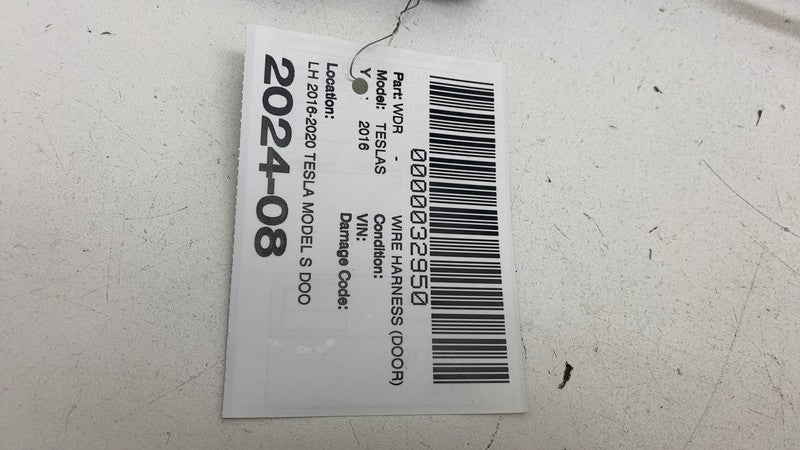 0000032950
Part: WDR - WIRE HARNESS (DOOR)
Model: TESLAS Condition:
Y : 2016 VIN:
Damage Code:
Location:
LH 2016-2020 TESLA MODEL S DOO
2024-08